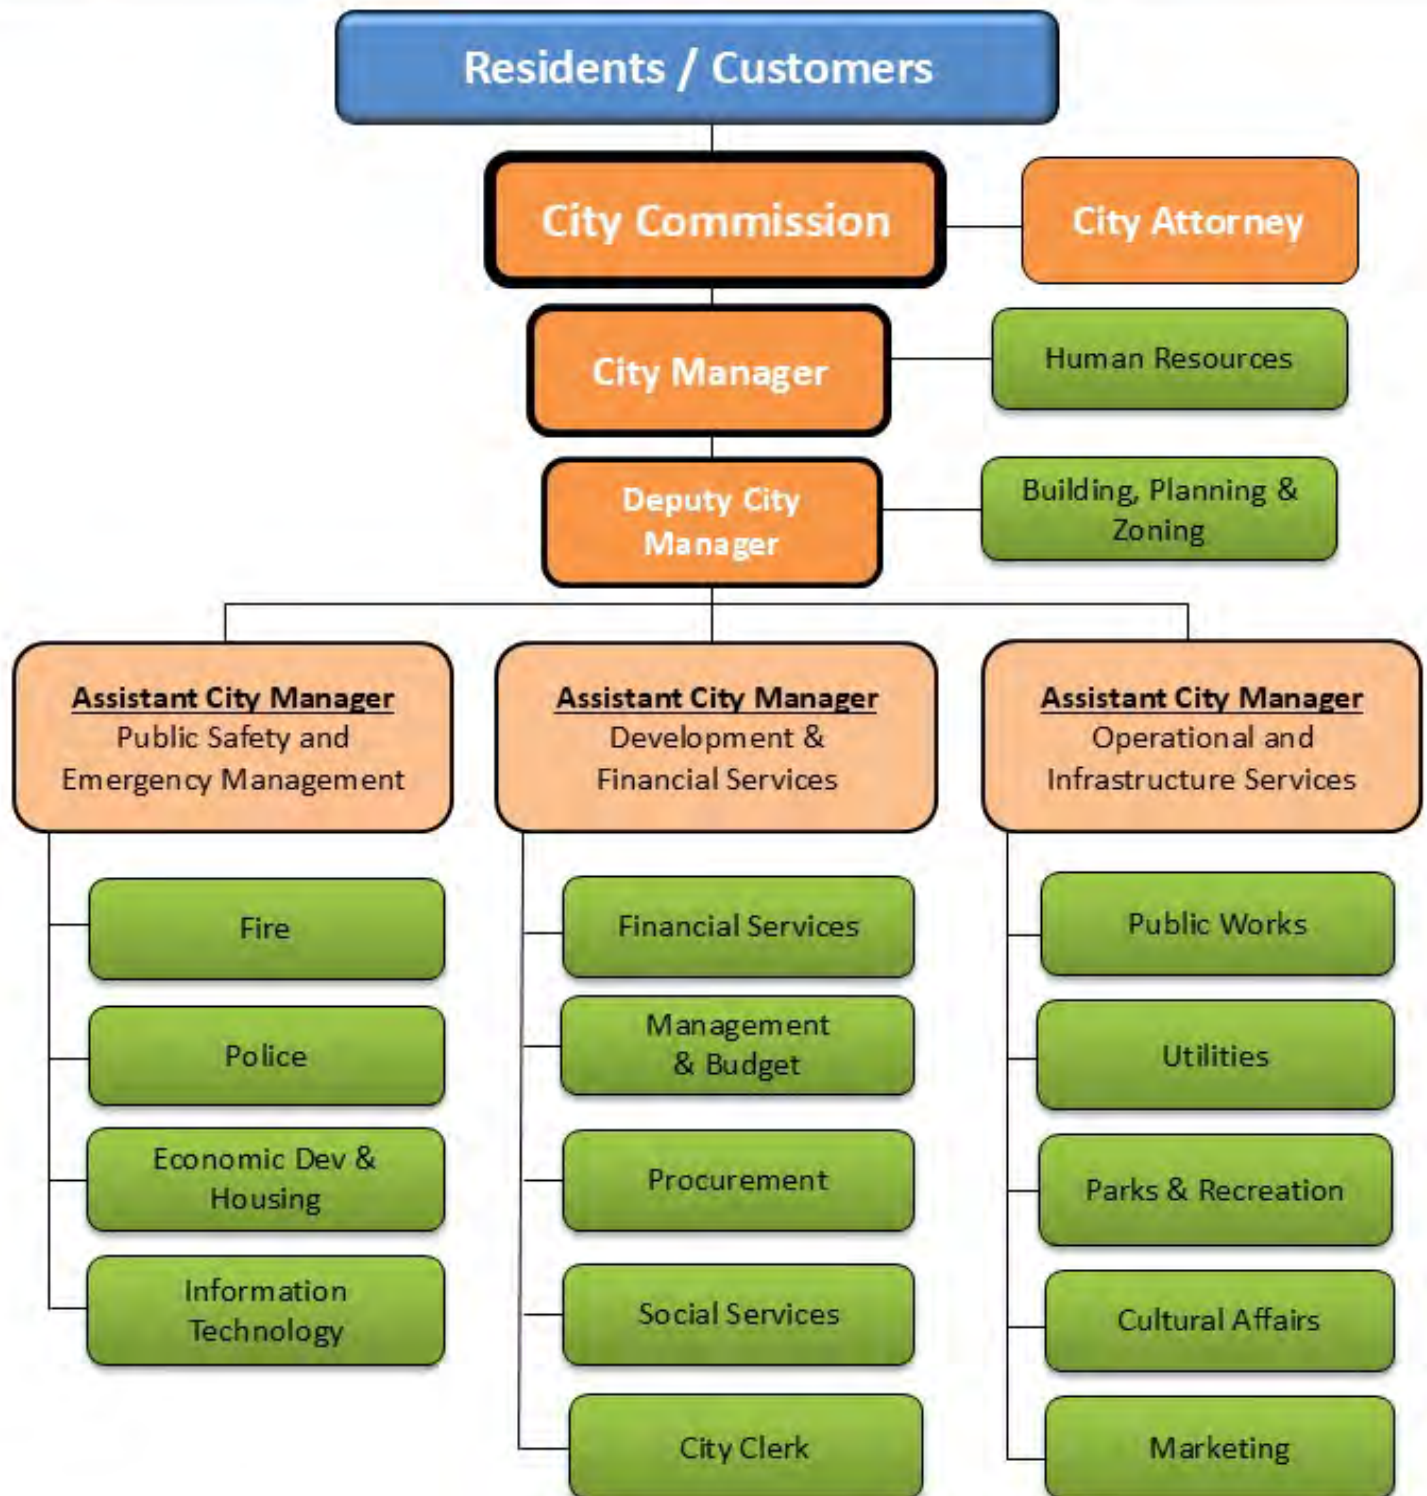 Residents / Customers
City Commission
City Attorney
City Manager
Human Resources
Deputy City
Manager
Building, Planning &
Zoning
Assistant City Manager
Public Safety and
Emergency Management
Fire
Police
Economic Dev &
Housing
Information
Technology
Assistant City Manager
Development &
Financial Services
Financial Services
Management
& Budget
Procurement
Social Services
City Clerk
Assistant City Manager
Operational and
Infrastructure Services
Public Works
Utilities
Parks & Recreation
Cultural Affairs
Marketing